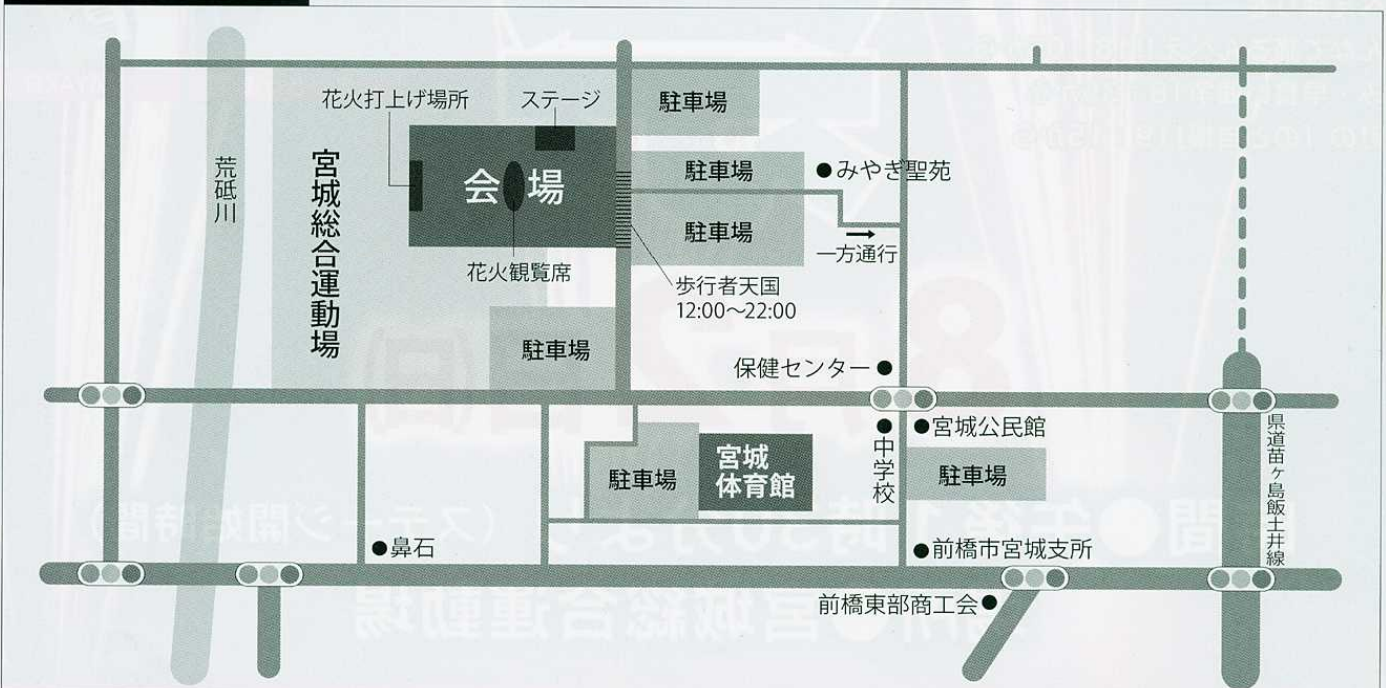 花火打上げ場所
ステージ
駐車場
荒砥川
宮城総合運動場
会場
駐車場
みやぎ聖苑
駐車場
一方通行
花火観覧席
歩行者天国
12:00～22:00
駐車場
保健センター
中学校
宮城公民館
駐車場
宮城
体育館
駐車場
県道苗ヶ島飯土井線
鼻石
前橋市宮城支所
前橋東部商工会